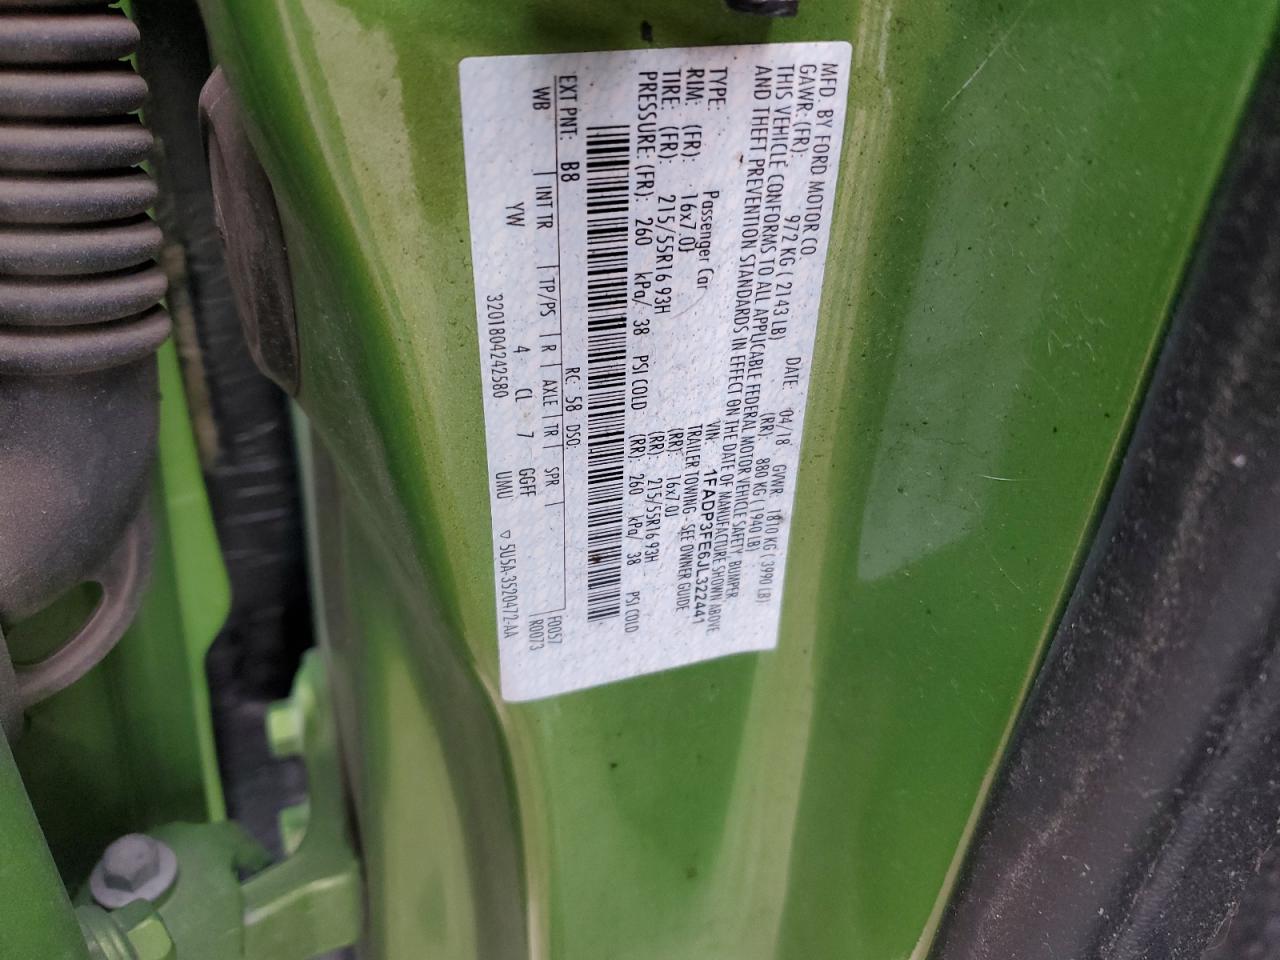 MFD. BY FORD MOTOR CO.
DATE: 04/18 GVWR: 1810 KG ( 3990 LB)
GAWR: (FR): 972 KG ( 2143 LB) (RR): 880 KG ( 1940 LB)
THIS VEHICLE CONFORMS TO ALL APPLICABLE FEDERAL MOTOR VEHICLE SAFETY, BUMPER,
AND THEFT PREVENTION STANDARDS IN EFFECT ON THE DATE OF MANUFACTURE SHOWN ABOVE
VIN: 1FADP3FE6JL322441
TYPE: Passenger Car TRAILER TOWING - SEE OWNER GUIDE
RIM: (FR): 16x7.0J (RR): 16x7.0J
TIRE: (FR): 215/55R16 93H (RR): 215/55R16 93H
PRESSURE: (FR): 260 kPa/ 38 PSI COLD (RR): 260 kPa/ 38 PSI COLD
EXT PNT: B8 RC: 58 DSO: F0057
WB INT TR TP/PS R AXLE TR SPR R0073
YW 4 CL 7 GGFF
3201804242580 UMU ▽ 5U5A-3520472-AA